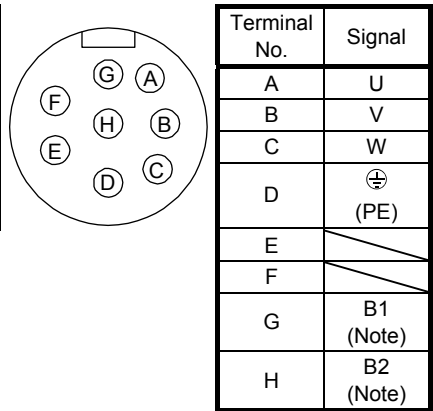 G A
F
H B
E
C
D
Terminal No. Signal
A U
B V
C W
D (PE)
E
F
G B1 (Note)
H B2 (Note)